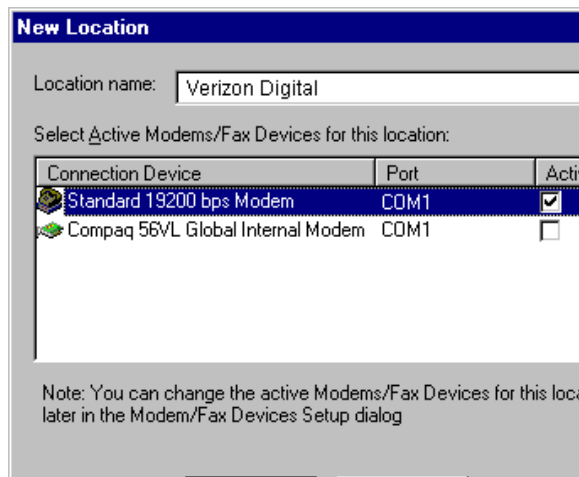 New Location
Location name: Verizon Digital
Select Active Modems/Fax Devices for this location:
Connection Device Port
Standard 19200 bps Modem COM1
Compaq 56VL Global Internal Modem COM1
Note: You can change the active Modems/Fax Devices for this
later in the Modem/Fax Devices Setup dialog